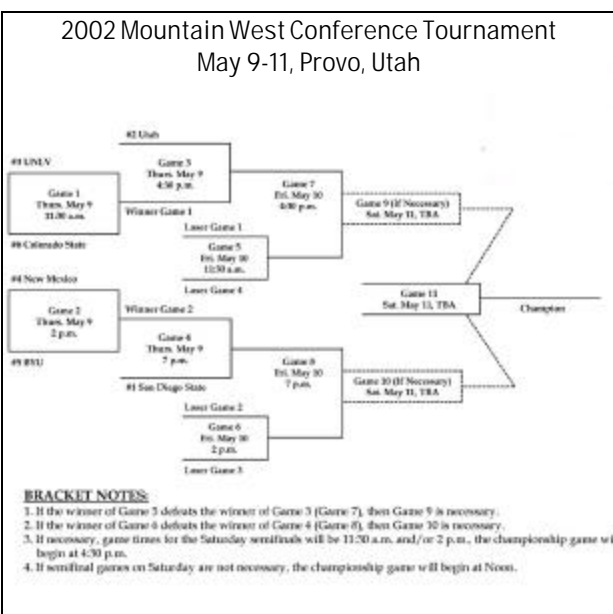 2002 Mountain West Conference Tournament
May 9-11, Provo, Utah
#2 Utah
UNLV
Game 3
Thurs. May 9
4:30 p.m.
Game 1
Thurs. May 9
11:30 a.m.
Game 7
Fri. May 10
4:30 p.m.
Game 9 (If Necessary)
Sat. May 11, TBA
Winner Game 1
Loser Game 1
#6 Colorado State
Game 5
Fri. May 10
11:30 a.m.
#4 New Mexico
Loser Game 4
Game 11
Sat. May 11, TBA
Champion
Game 2
Thurs. May 9
2 p.m.
Winner Game 2
Game 4
Thurs. May 9
7 p.m.
#5 BYU
Game 8
Fri. May 10
7 p.m.
Game 10 (If Necessary)
Sat. May 11, TBA
#1 San Diego State
Loser Game 2
Game 6
Fri. May 10
2 p.m.
Loser Game 3
BRACKET NOTES:
1. If the winner of Game 5 defeats the winner of Game 3 (Game 7), then Game 9 is necessary.
2. If the winner of Game 6 defeats the winner of Game 4 (Game 8), then Game 10 is necessary.
3. If necessary, game times for the Saturday semifinals will be 11:30 a.m. and/or 2 p.m., the championship game wi
begin at 4:30 p.m.
4. If semifinal games on Saturday are not necessary, the championship game will begin at Noon.